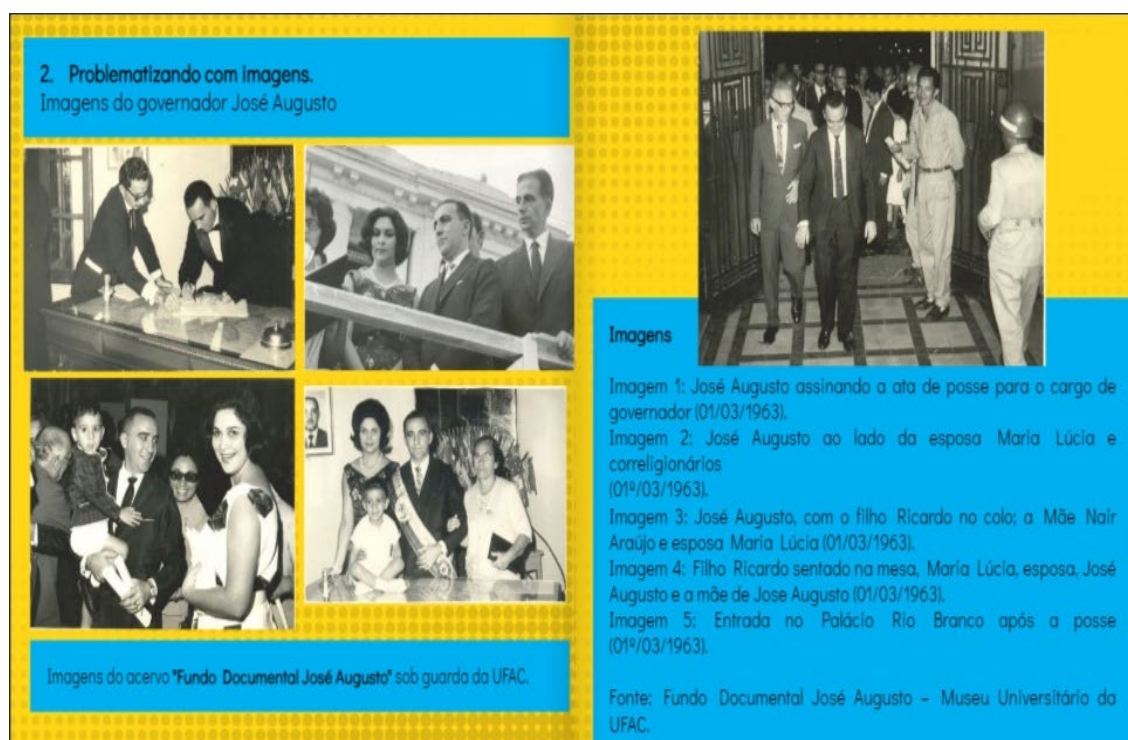 2. Problematizando com imagens.
Imagens do governador José Augusto
Imagens do acervo "Fundo Documental José Augusto" sob guarda da UFAC.
Imagens
Imagem 1: José Augusto assinando a ata de posse para o cargo de
governador (01/03/1963).
Imagem 2: José Augusto ao lado da esposa Maria Lúcia e
correligionários
(01º/03/1963).
Imagem 3: José Augusto, com o filho Ricardo no colo; a Mãe Nair
Araújo e esposa Maria Lúcia (01/03/1963).
Imagem 4: Filho Ricardo sentado na mesa, Maria Lúcia, esposa, José
Augusto e a mãe de Jose Augusto (01/03/1963).
Imagem 5: Entrada no Palácio Rio Branco após a posse
(01º/03/1963).
Fonte: Fundo Documental José Augusto – Museu Universitário da
UFAC.